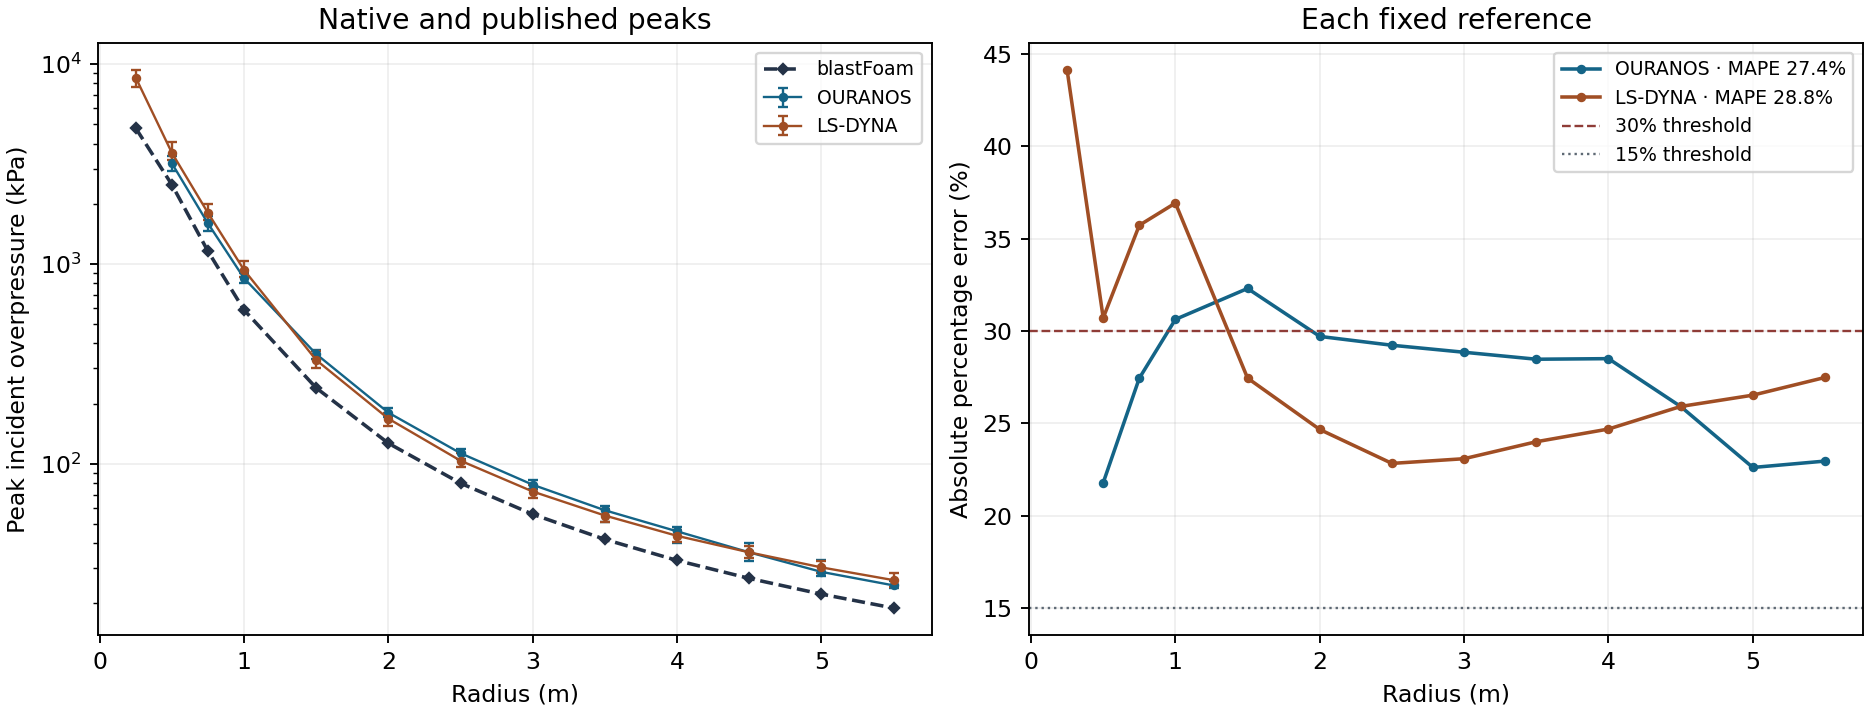 Native and published peaks
Peak incident overpressure (kPa)
10^4
10^3
10^2
blastFoam
OURANOS
LS-DYNA
0 1 2 3 4 5
Radius (m)
Each fixed reference
Absolute percentage error (%)
45
40
35
30
25
20
15
OURANOS · MAPE 27.4%
LS-DYNA · MAPE 28.8%
30% threshold
15% threshold
0 1 2 3 4 5
Radius (m)